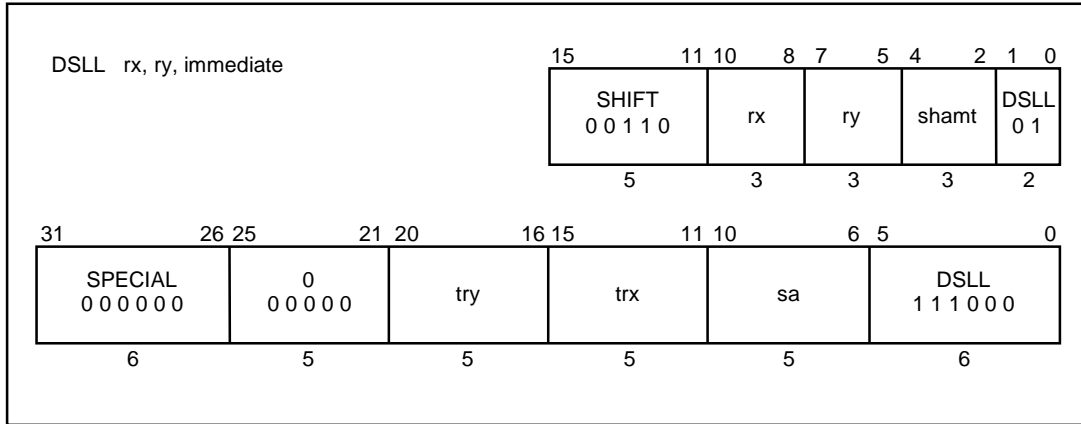 DSLL rx, ry, immediate
15 11 10 8 7 5 4 2 1 0
SHIFT DSLL
0 0 1 1 0 rx ry shamt 0 1
5 3 3 3 2
31 26 25 21 20 16 15 11 10 6 5 0
SPECIAL 0 DSLL
0 0 0 0 0 0 0 0 0 0 0 try trx sa 1 1 1 0 0 0
6 5 5 5 5 6